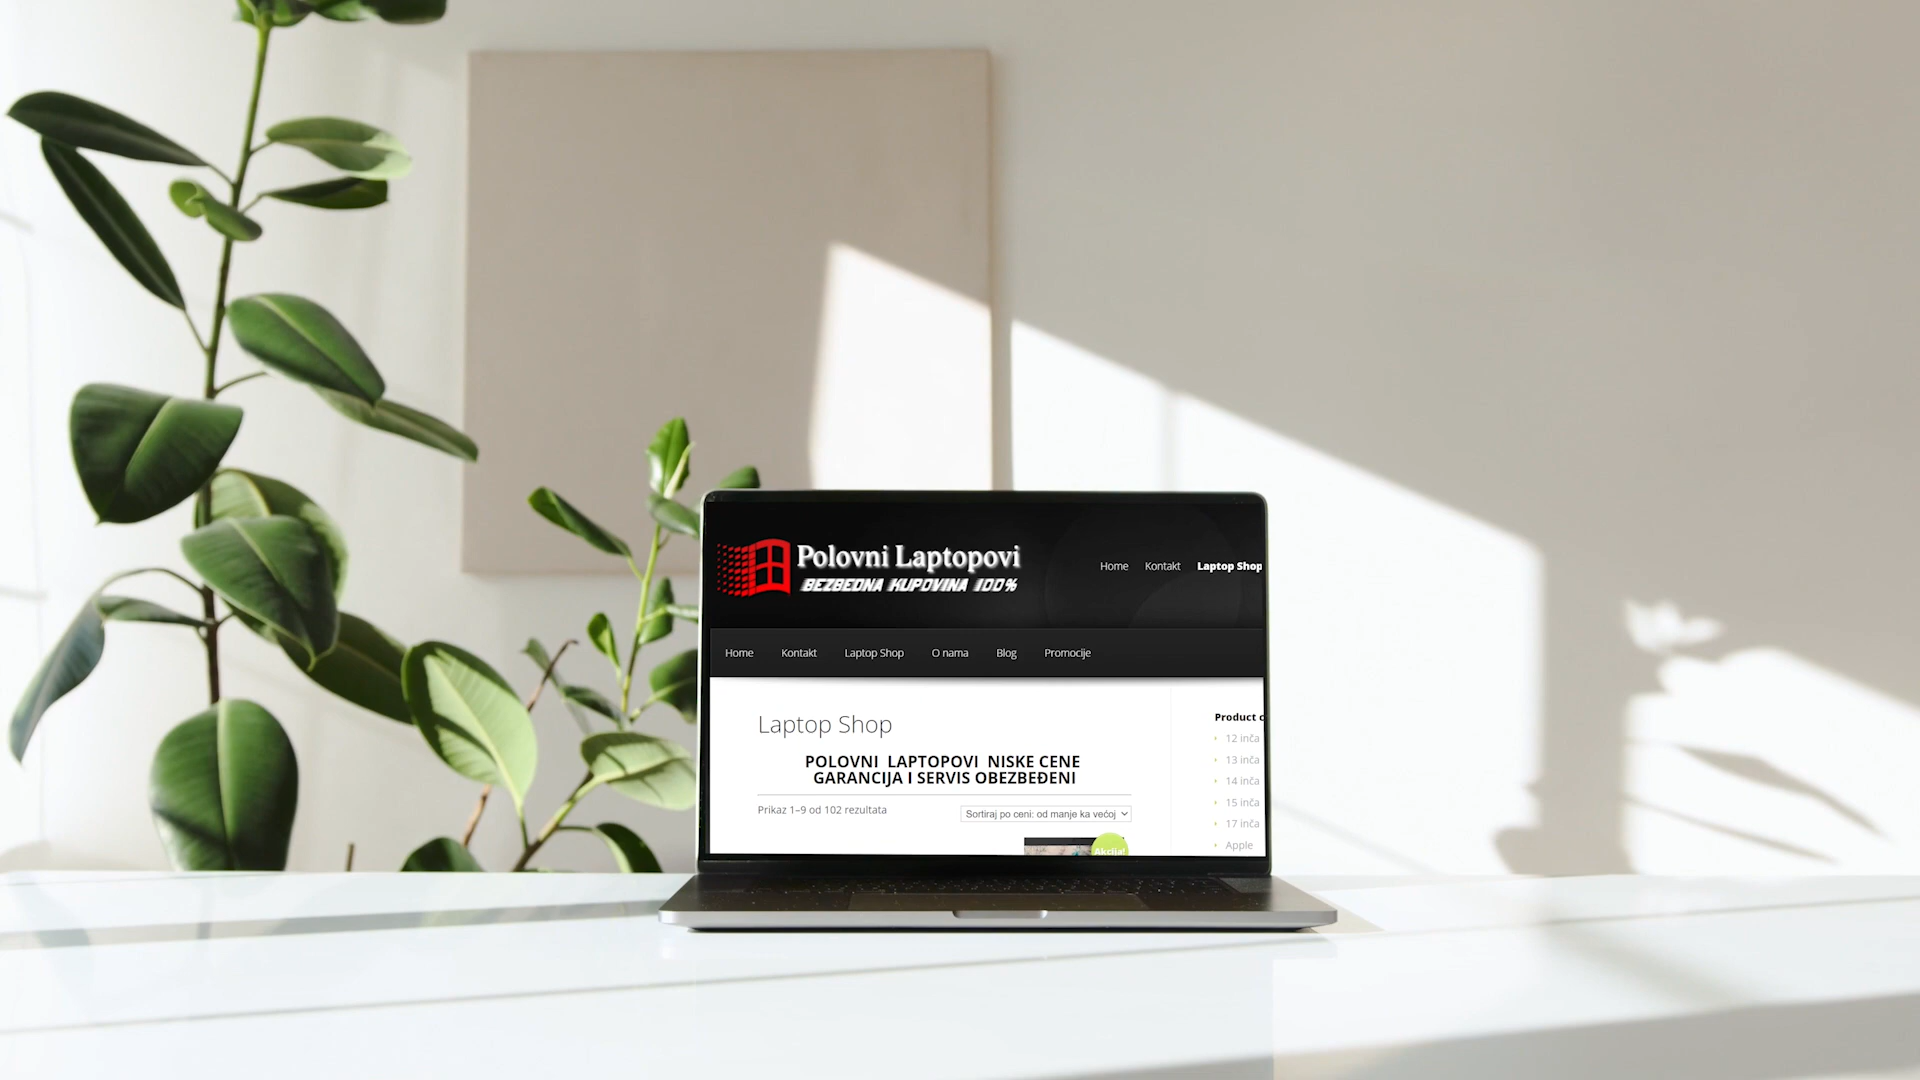 Polovni Laptopovi
BEZBEDNA KUPOVINA 100%
Home Kontakt Laptop Shop
Home Kontakt Laptop Shop O nama Blog Promocije
Laptop Shop
POLOVNI LAPTOPOVI NISKE CENE
GARANCIJA I SERVIS OBEZBEĐENI
Prikaz 1–9 od 102 rezultata
Sortiraj po ceni: od manje ka većoj
Akcija!
Product c
12 inča
13 inča
14 inča
15 inča
17 inča
Apple